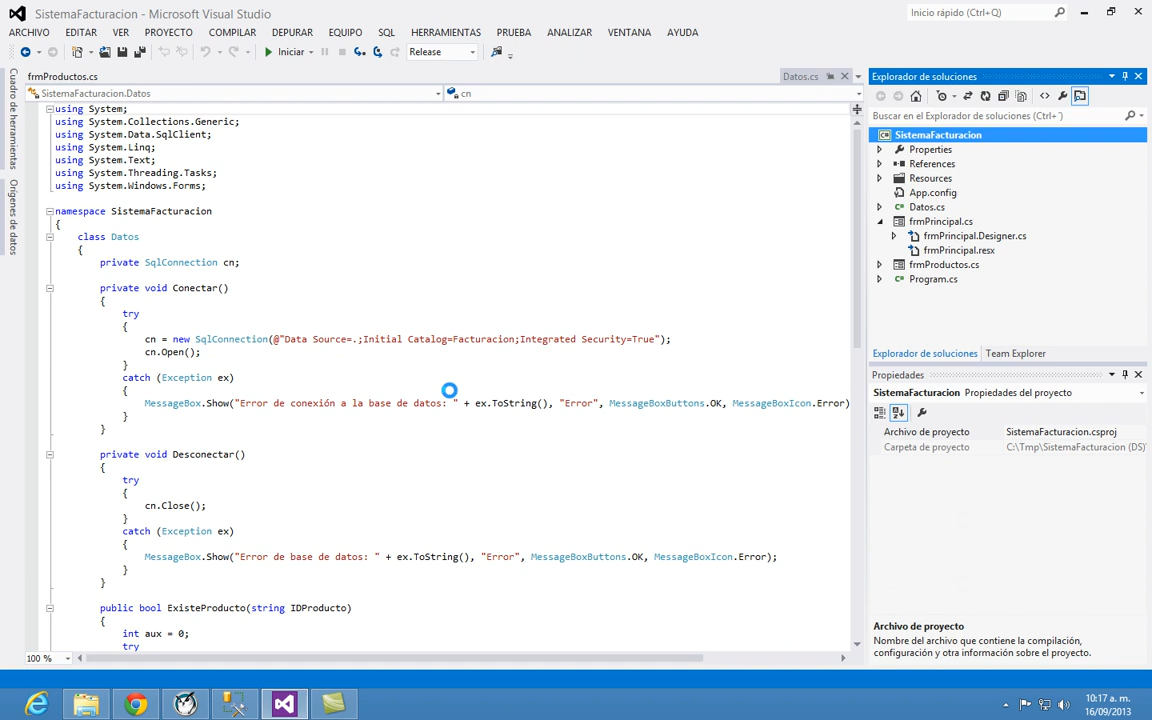 SistemaFacturacion - Microsoft Visual Studio
Inicio rápido (Ctrl+Q)
ARCHIVO EDITAR VER PROYECTO COMPILAR DEPURAR EQUIPO SQL HERRAMIENTAS PRUEBA ANALIZAR VENTANA AYUDA
Iniciar Release
Cuadro de herramientas
Orígenes de datos
frmProductos.cs
Datos.cs
SistemaFacturacion.Datos
cn
using System;
using System.Collections.Generic;
using System.Data.SqlClient;
using System.Linq;
using System.Text;
using System.Threading.Tasks;
using System.Windows.Forms;
namespace SistemaFacturacion
{
class Datos
{
private SqlConnection cn;
private void Conectar()
{
try
{
cn = new SqlConnection(@"Data Source=.;Initial Catalog=Facturacion;Integrated Security=True");
cn.Open();
}
catch (Exception ex)
{
MessageBox.Show("Error de conexión a la base de datos: " + ex.ToString(), "Error", MessageBoxButtons.OK, MessageBoxIcon.Error)
}
}
private void Desconectar()
{
try
{
cn.Close();
}
catch (Exception ex)
{
MessageBox.Show("Error de base de datos: " + ex.ToString(), "Error", MessageBoxButtons.OK, MessageBoxIcon.Error);
}
}
public bool ExisteProducto(string IDProducto)
{
int aux = 0;
try
100 %
Explorador de soluciones
Buscar en el Explorador de soluciones (Ctrl+´)
SistemaFacturacion
Properties
References
Resources
App.config
Datos.cs
frmPrincipal.cs
frmPrincipal.Designer.cs
frmPrincipal.resx
frmProductos.cs
Program.cs
Explorador de soluciones Team Explorer
Propiedades
SistemaFacturacion Propiedades del proyecto
Archivo de proyecto SistemaFacturacion.csproj
Carpeta de proyecto C:\Tmp\SistemaFacturacion (DS)
Archivo de proyecto
Nombre del archivo que contiene la compilación,
configuración y otra información sobre el proyecto.
10:17 a. m.
16/09/2013